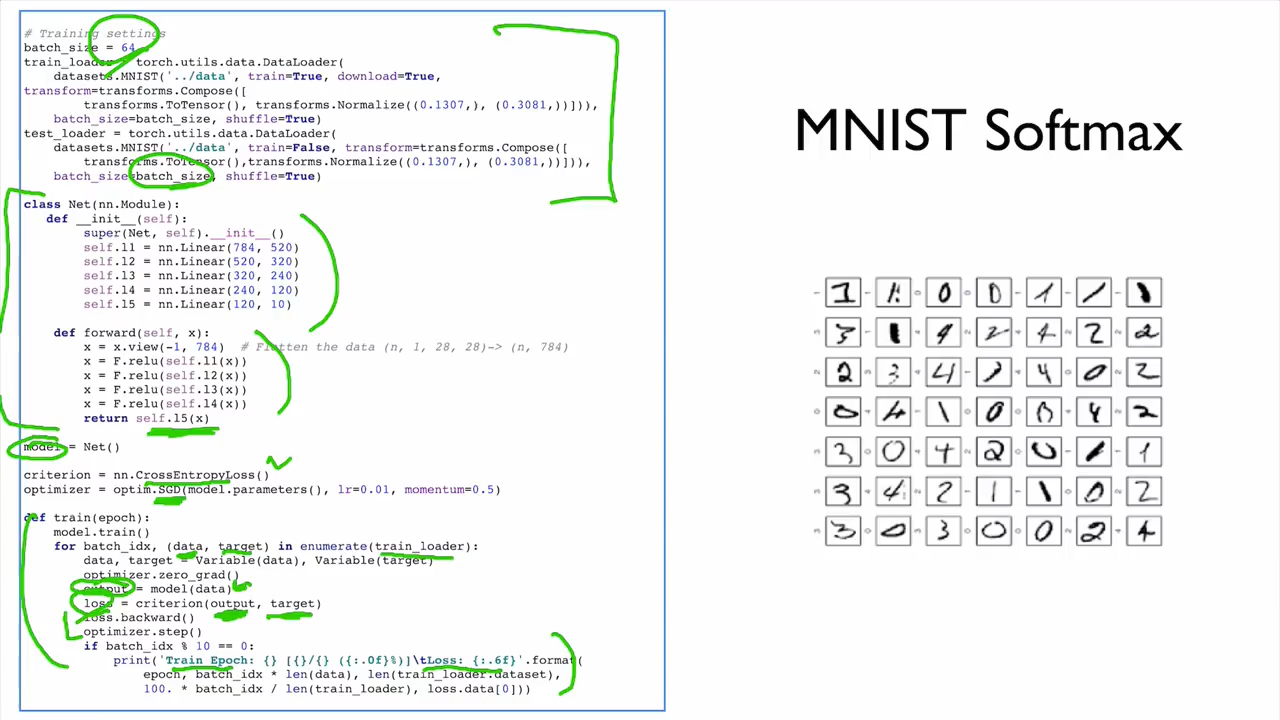 # Training settings
batch_size = 64
train_loader = torch.utils.data.DataLoader(
datasets.MNIST('../data', train=True, download=True,
transform=transforms.Compose([
transforms.ToTensor(), transforms.Normalize((0.1307,), (0.3081,))])),
batch_size=batch_size, shuffle=True)
test_loader = torch.utils.data.DataLoader(
datasets.MNIST('../data', train=False, transform=transforms.Compose([
transforms.ToTensor(),transforms.Normalize((0.1307,), (0.3081,))])),
batch_size=batch_size, shuffle=True)
class Net(nn.Module):
def __init__(self):
super(Net, self).__init__()
self.l1 = nn.Linear(784, 520)
self.l2 = nn.Linear(520, 320)
self.l3 = nn.Linear(320, 240)
self.l4 = nn.Linear(240, 120)
self.l5 = nn.Linear(120, 10)
def forward(self, x):
x = x.view(-1, 784)  # Flatten the data (n, 1, 28, 28)-> (n, 784)
x = F.relu(self.l1(x))
x = F.relu(self.l2(x))
x = F.relu(self.l3(x))
x = F.relu(self.l4(x))
return self.l5(x)
model = Net()
criterion = nn.CrossEntropyLoss()
optimizer = optim.SGD(model.parameters(), lr=0.01, momentum=0.5)
def train(epoch):
model.train()
for batch_idx, (data, target) in enumerate(train_loader):
data, target = Variable(data), Variable(target)
optimizer.zero_grad()
output = model(data)
loss = criterion(output, target)
loss.backward()
optimizer.step()
if batch_idx % 10 == 0:
print('Train Epoch: {} [{}/{} ({:.0f}%)]\tLoss: {:.6f}'.format(
epoch, batch_idx * len(data), len(train_loader.dataset),
100. * batch_idx / len(train_loader), loss.data[0]))
MNIST Softmax